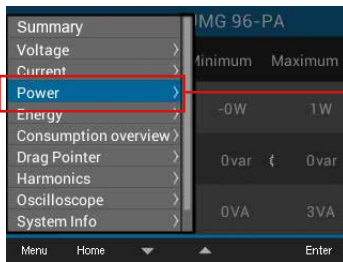 UMG 96-PA
Summary
Voltage
Minimum Maximum
Current
Power
Energy
-0W 1W
Consumption overview
Drag Pointer
0var 0var
Harmonics
Oscilloscope
0VA 3VA
System Info
Menu Home Enter